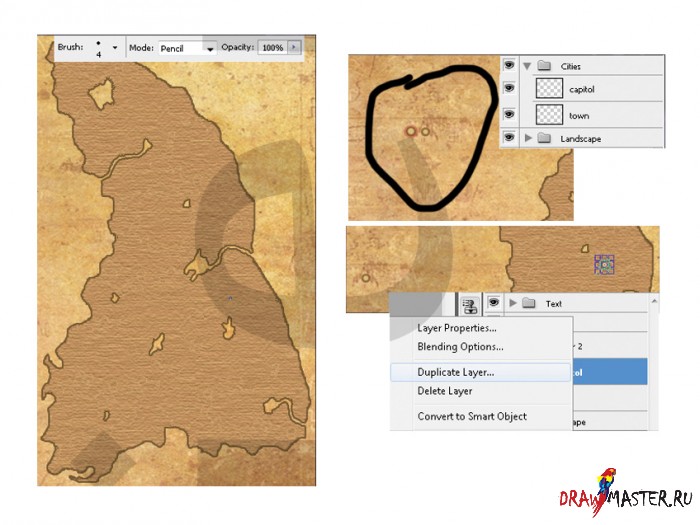 Brush: 4 Mode: Pencil Opacity: 100%
Cities
capitol
town
Landscape
Text
Layer Properties...
Blending Options...
2
Duplicate Layer...
ol
Delete Layer
Convert to Smart Object
ape
DRAWMASTER.RU